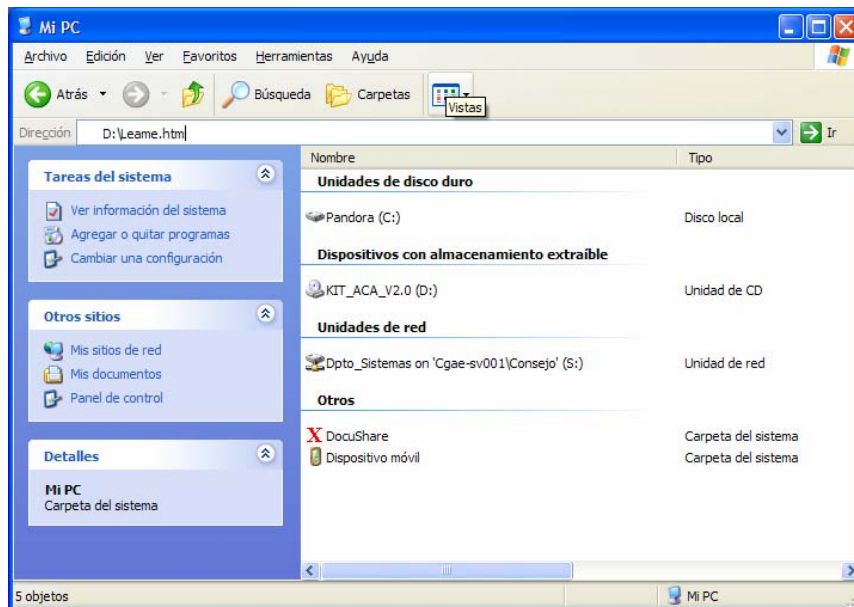 Mi PC
Archivo Edición Ver Favoritos Herramientas Ayuda
Atrás Búsqueda Carpetas
Vistas
Dirección D:\Leame.htm Ir
Nombre Tipo
Tareas del sistema
Ver información del sistema
Agregar o quitar programas
Cambiar una configuración
Otros sitios
Mis sitios de red
Mis documentos
Panel de control
Detalles
Mi PC
Carpeta del sistema
Unidades de disco duro
Pandora (C:) Disco local
Dispositivos con almacenamiento extraíble
KIT_ACA_V2.0 (D:) Unidad de CD
Unidades de red
Dpto_Sistemas on 'Cgae-sv001\Consejo' (S:) Unidad de red
Otros
DocuShare Carpeta del sistema
Dispositivo móvil Carpeta del sistema
5 objetos Mi PC